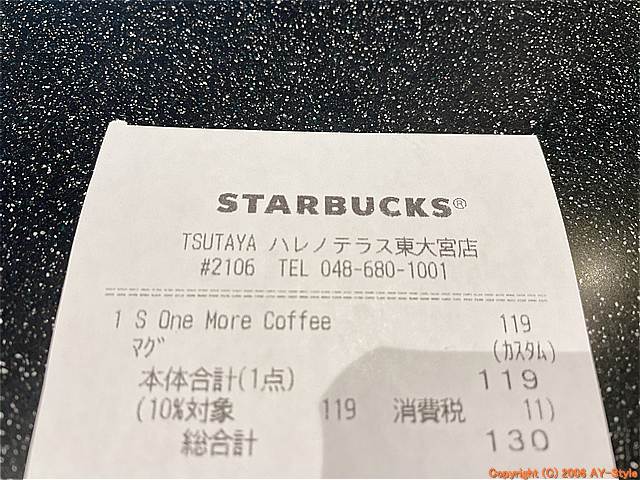 STARBUCKS®
TSUTAYA ハレノテラス東大宮店
#2106 TEL 048-680-1001
1 S One More Coffee 119
マグ (カスタム)
本体合計(1点) 119
(10%対象 119 消費税 11)
総合計 130
Copyright (C) 2006 AY-Style